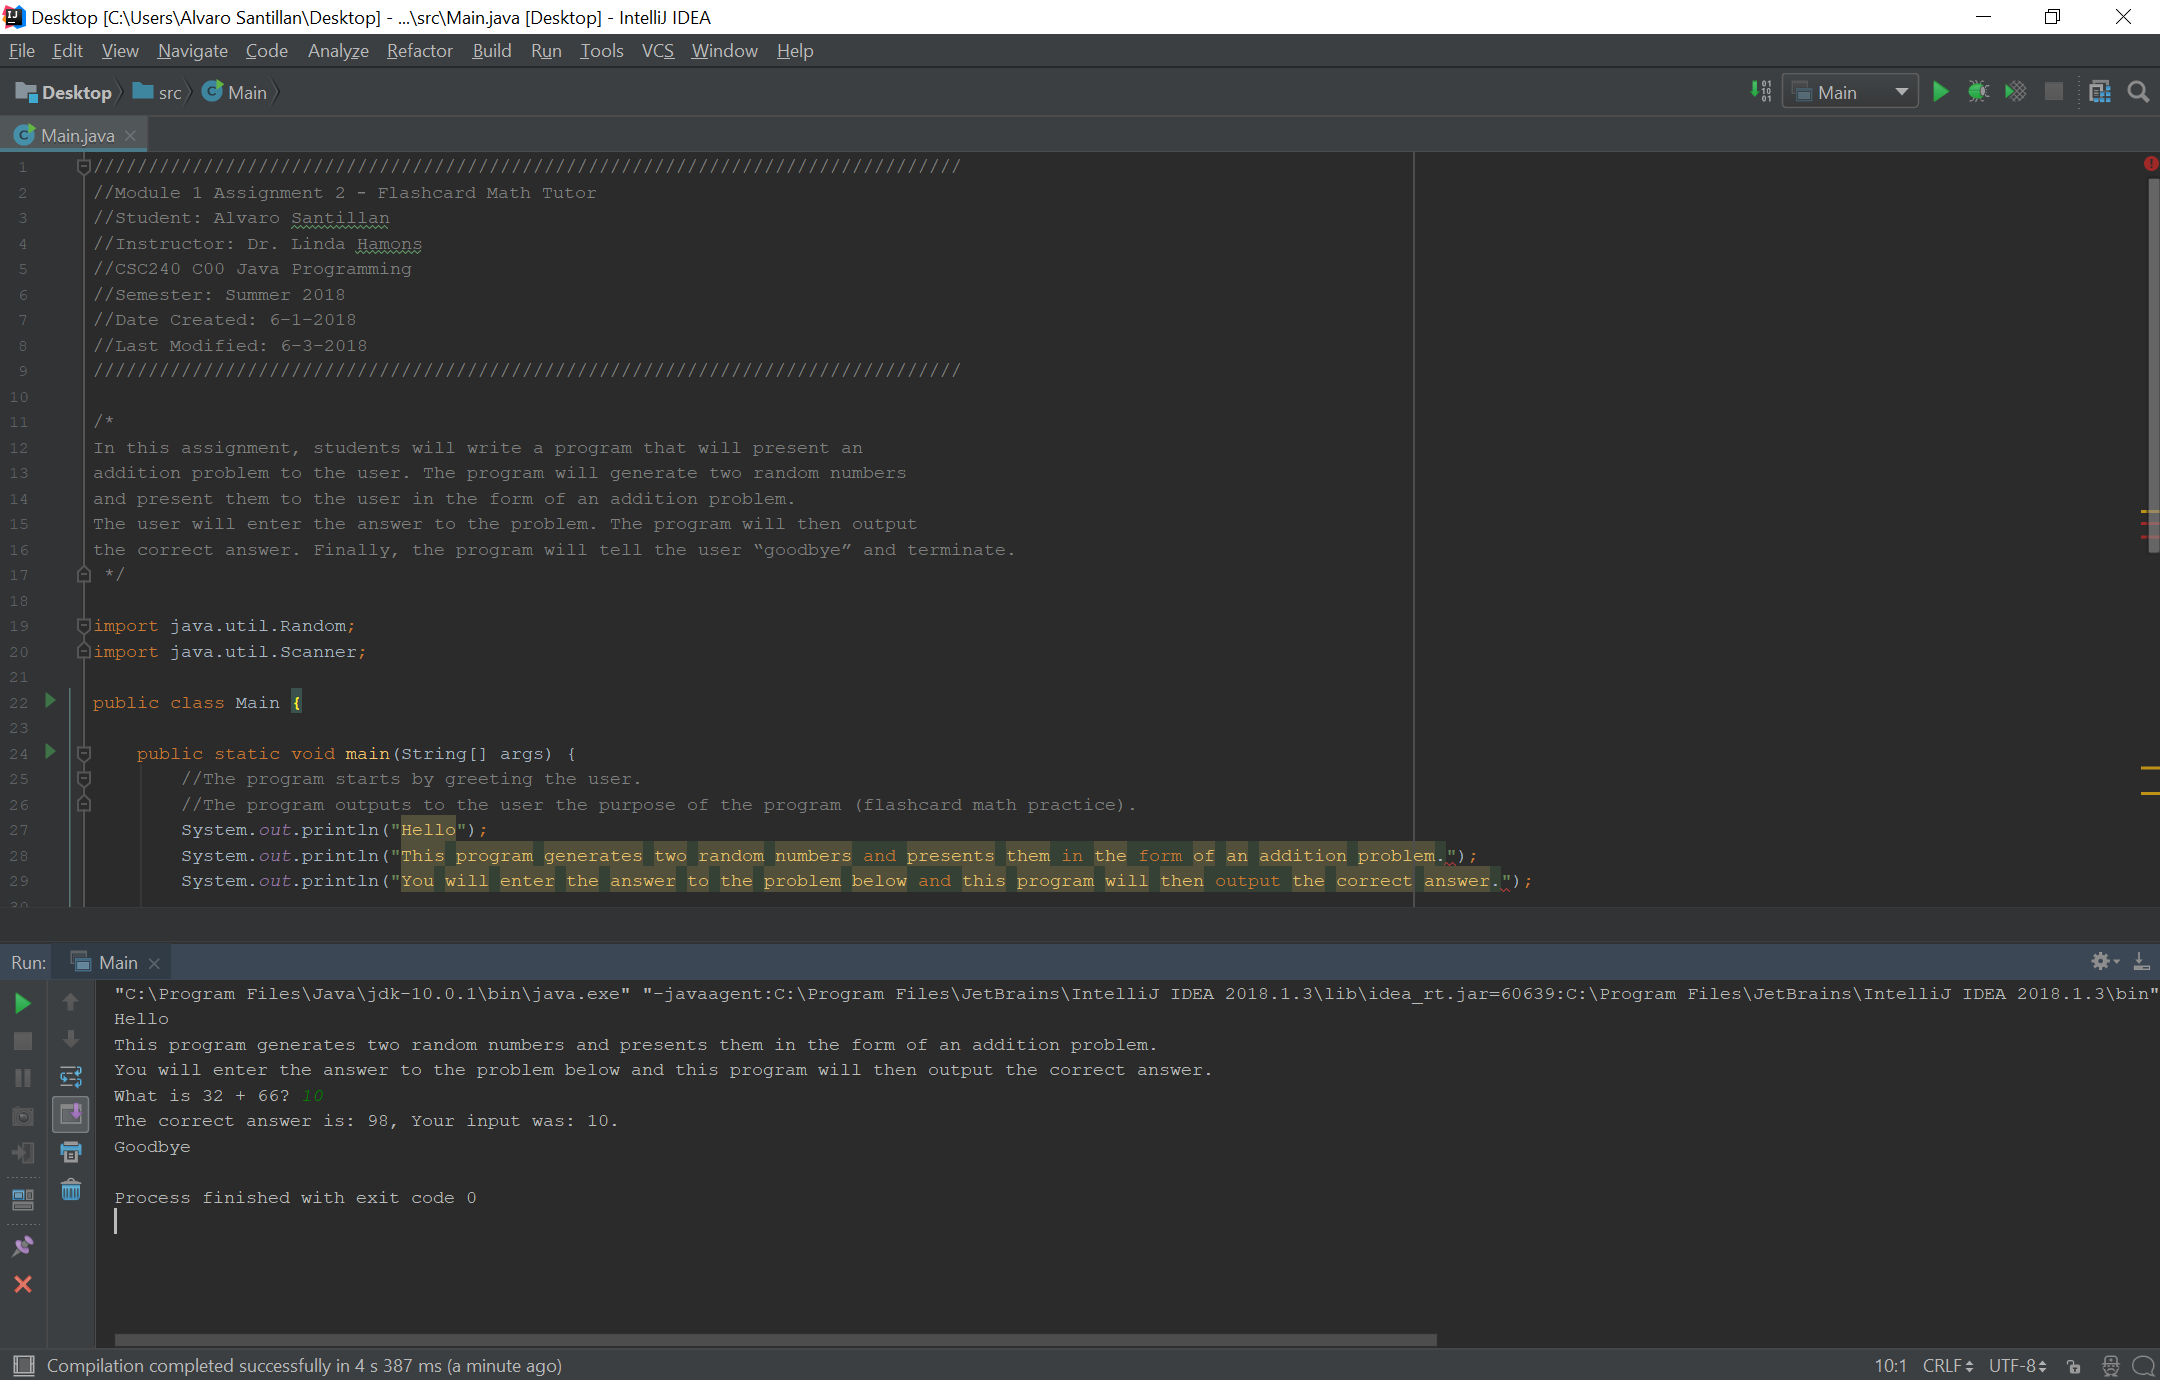 Desktop [C:\Users\Alvaro Santillan\Desktop] - ...\src\Main.java [Desktop] - IntelliJ IDEA
File Edit View Navigate Code Analyze Refactor Build Run Tools VCS Window Help
Desktop src Main Main
Main.java
1 //////////////////////////////////////////////////////////////////////////////
2 //Module 1 Assignment 2 - Flashcard Math Tutor
3 //Student: Alvaro Santillan
4 //Instructor: Dr. Linda Hamons
5 //CSC240 C00 Java Programming
6 //Semester: Summer 2018
7 //Date Created: 6-1-2018
8 //Last Modified: 6-3-2018
9 //////////////////////////////////////////////////////////////////////////////
10
11 /*
12 In this assignment, students will write a program that will present an
13 addition problem to the user. The program will generate two random numbers
14 and present them to the user in the form of an addition problem.
15 The user will enter the answer to the problem. The program will then output
16 the correct answer. Finally, the program will tell the user “goodbye” and terminate.
17 */
18
19 import java.util.Random;
20 import java.util.Scanner;
21
22 public class Main {
23
24 public static void main(String[] args) {
25 //The program starts by greeting the user.
26 //The program outputs to the user the purpose of the program (flashcard math practice).
27 System.out.println("Hello");
28 System.out.println("This program generates two random numbers and presents them in the form of an addition problem.");
29 System.out.println("You will enter the answer to the problem below and this program will then output the correct answer.");
30
Run: Main
"C:\Program Files\Java\jdk-10.0.1\bin\java.exe" "-javaagent:C:\Program Files\JetBrains\IntelliJ IDEA 2018.1.3\lib\idea_rt.jar=60639:C:\Program Files\JetBrains\IntelliJ IDEA 2018.1.3\bin"
Hello
This program generates two random numbers and presents them in the form of an addition problem.
You will enter the answer to the problem below and this program will then output the correct answer.
What is 32 + 66? 10
The correct answer is: 98, Your input was: 10.
Goodbye
Process finished with exit code 0
Compilation completed successfully in 4 s 387 ms (a minute ago) 10:1 CRLF UTF-8